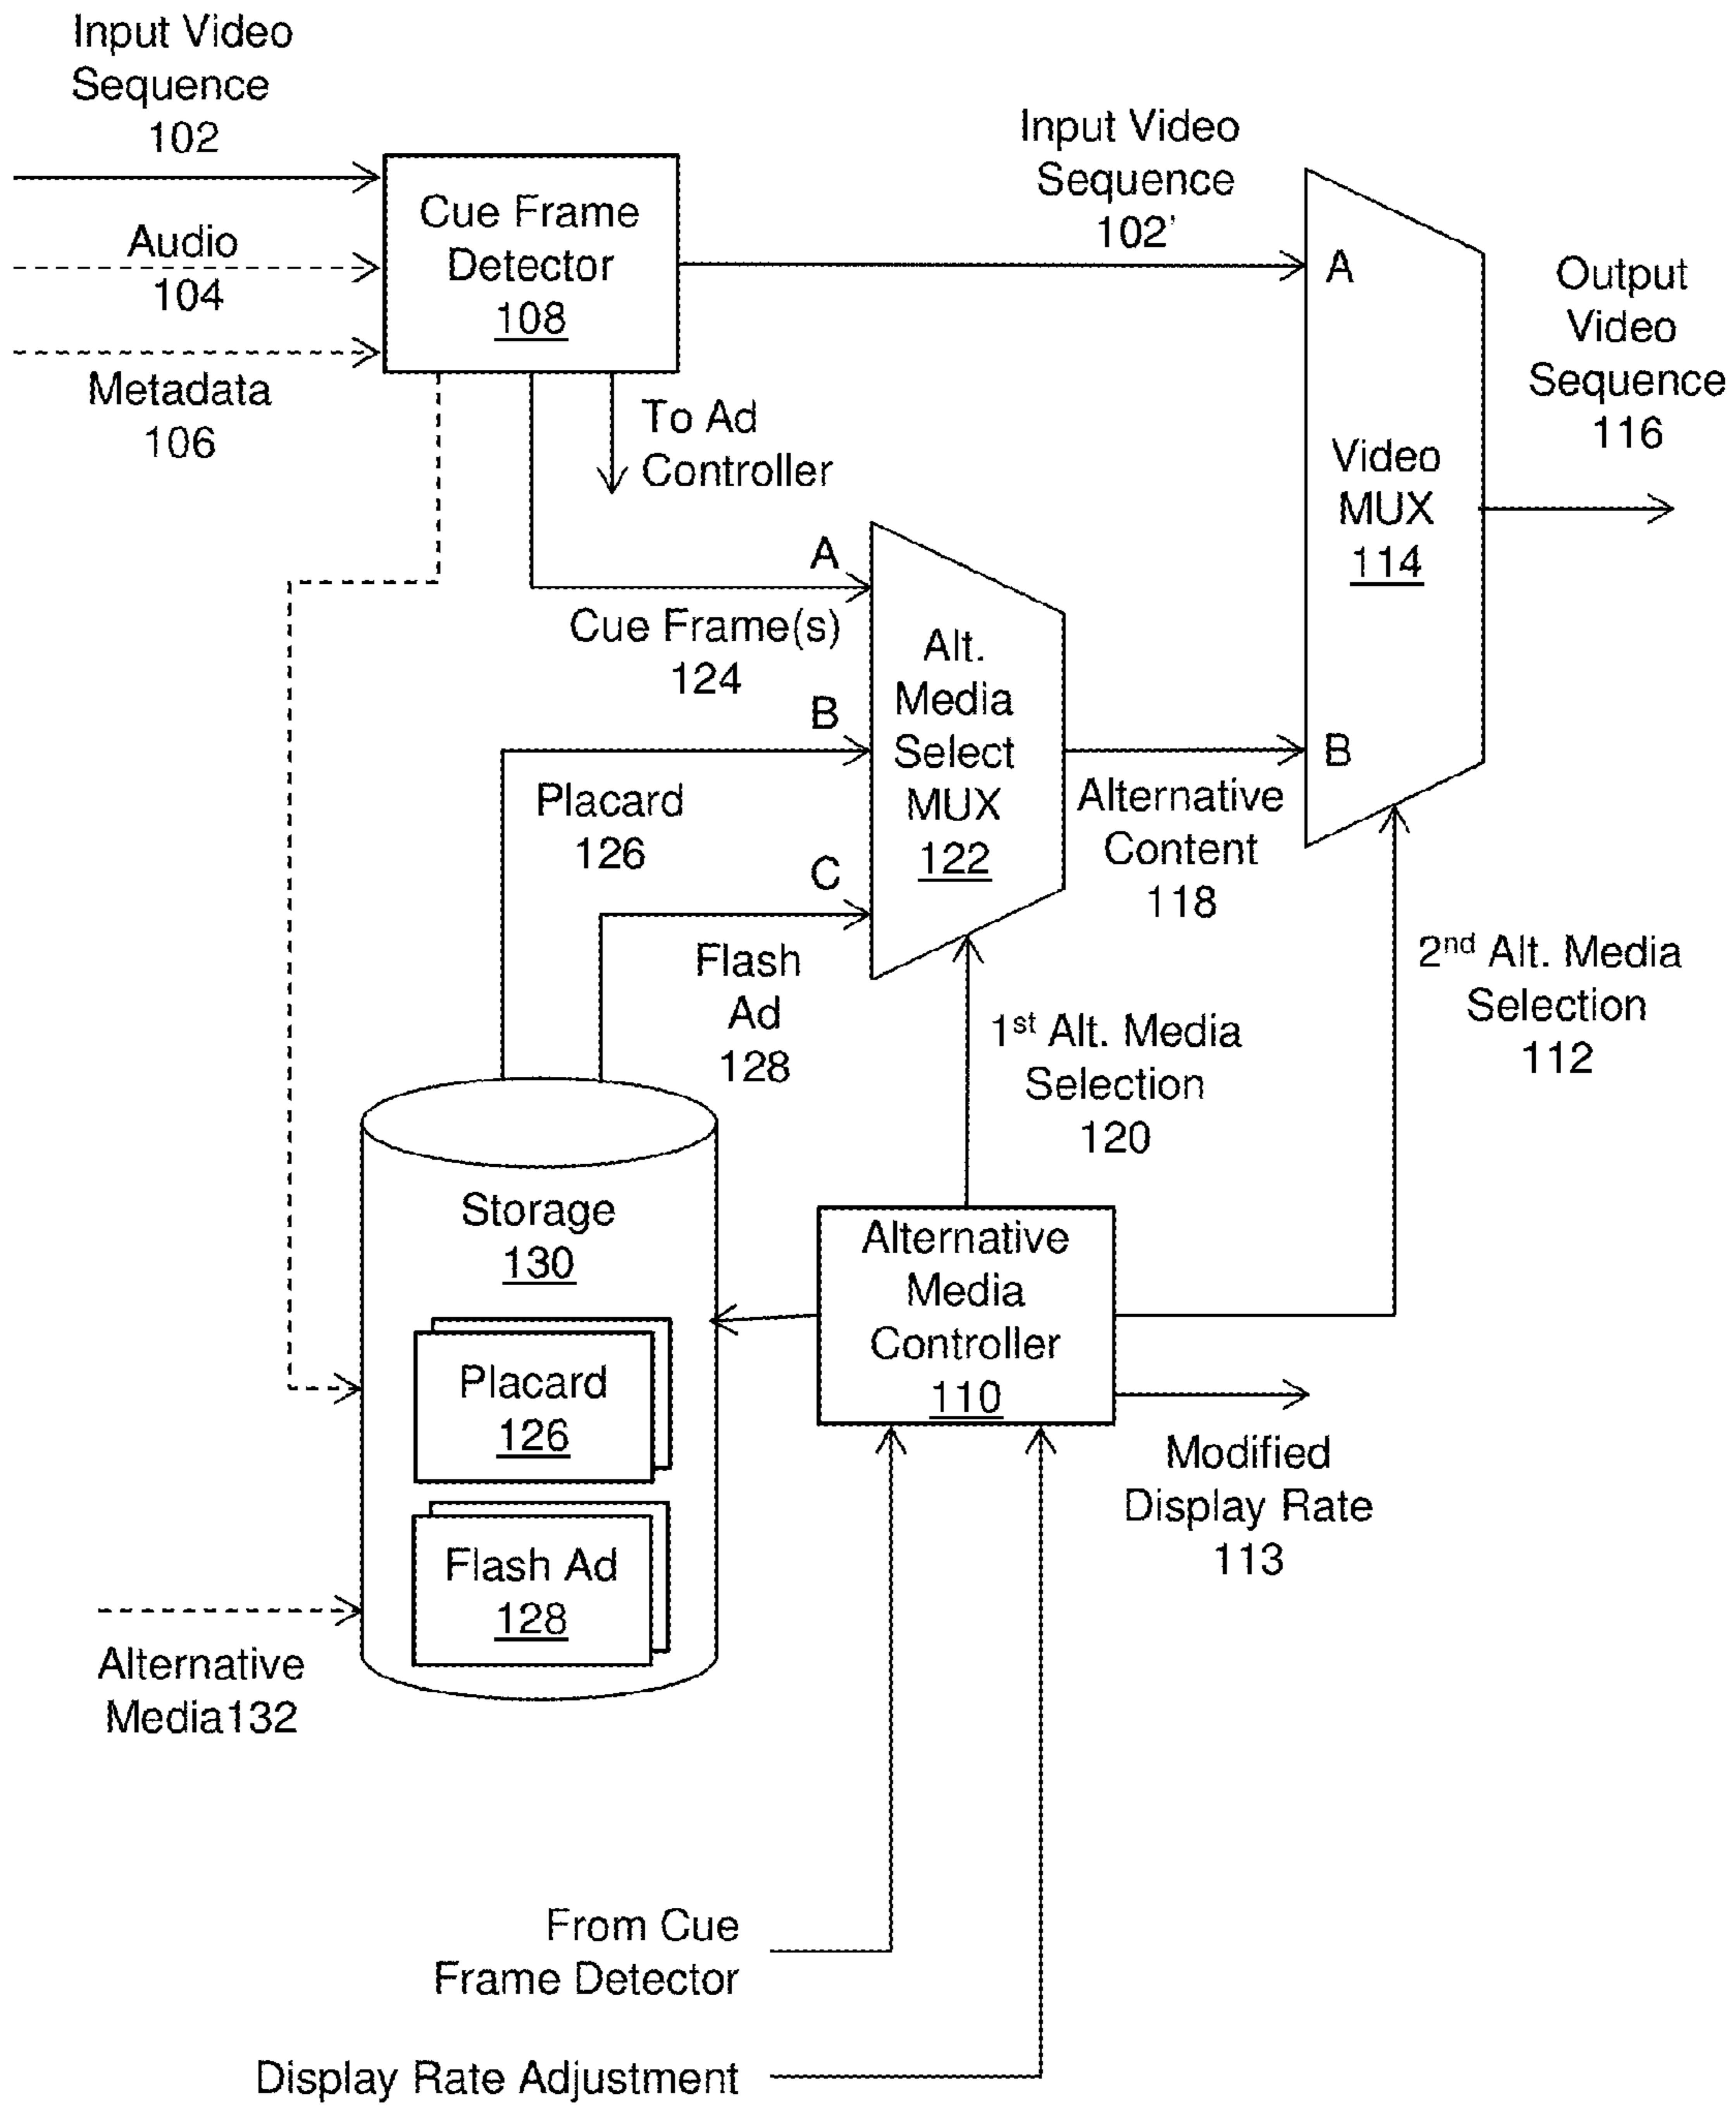 Input Video
Sequence
102
Audio
104
Metadata
106
Cue Frame
Detector
108
Input Video
Sequence
102'
A
Output
Video
Sequence
116
Video
MUX
114
B
To Ad
Controller
A
Cue Frame(s)
124
B
Placard
126
C
Flash
Ad
128
Alt.
Media
Select
MUX
122
Alternative
Content
118
1st Alt. Media
Selection
120
2nd Alt. Media
Selection
112
Storage
130
Placard
126
Flash Ad
128
Alternative
Media132
Alternative
Media
Controller
110
Modified
Display Rate
113
From Cue
Frame Detector
Display Rate Adjustment